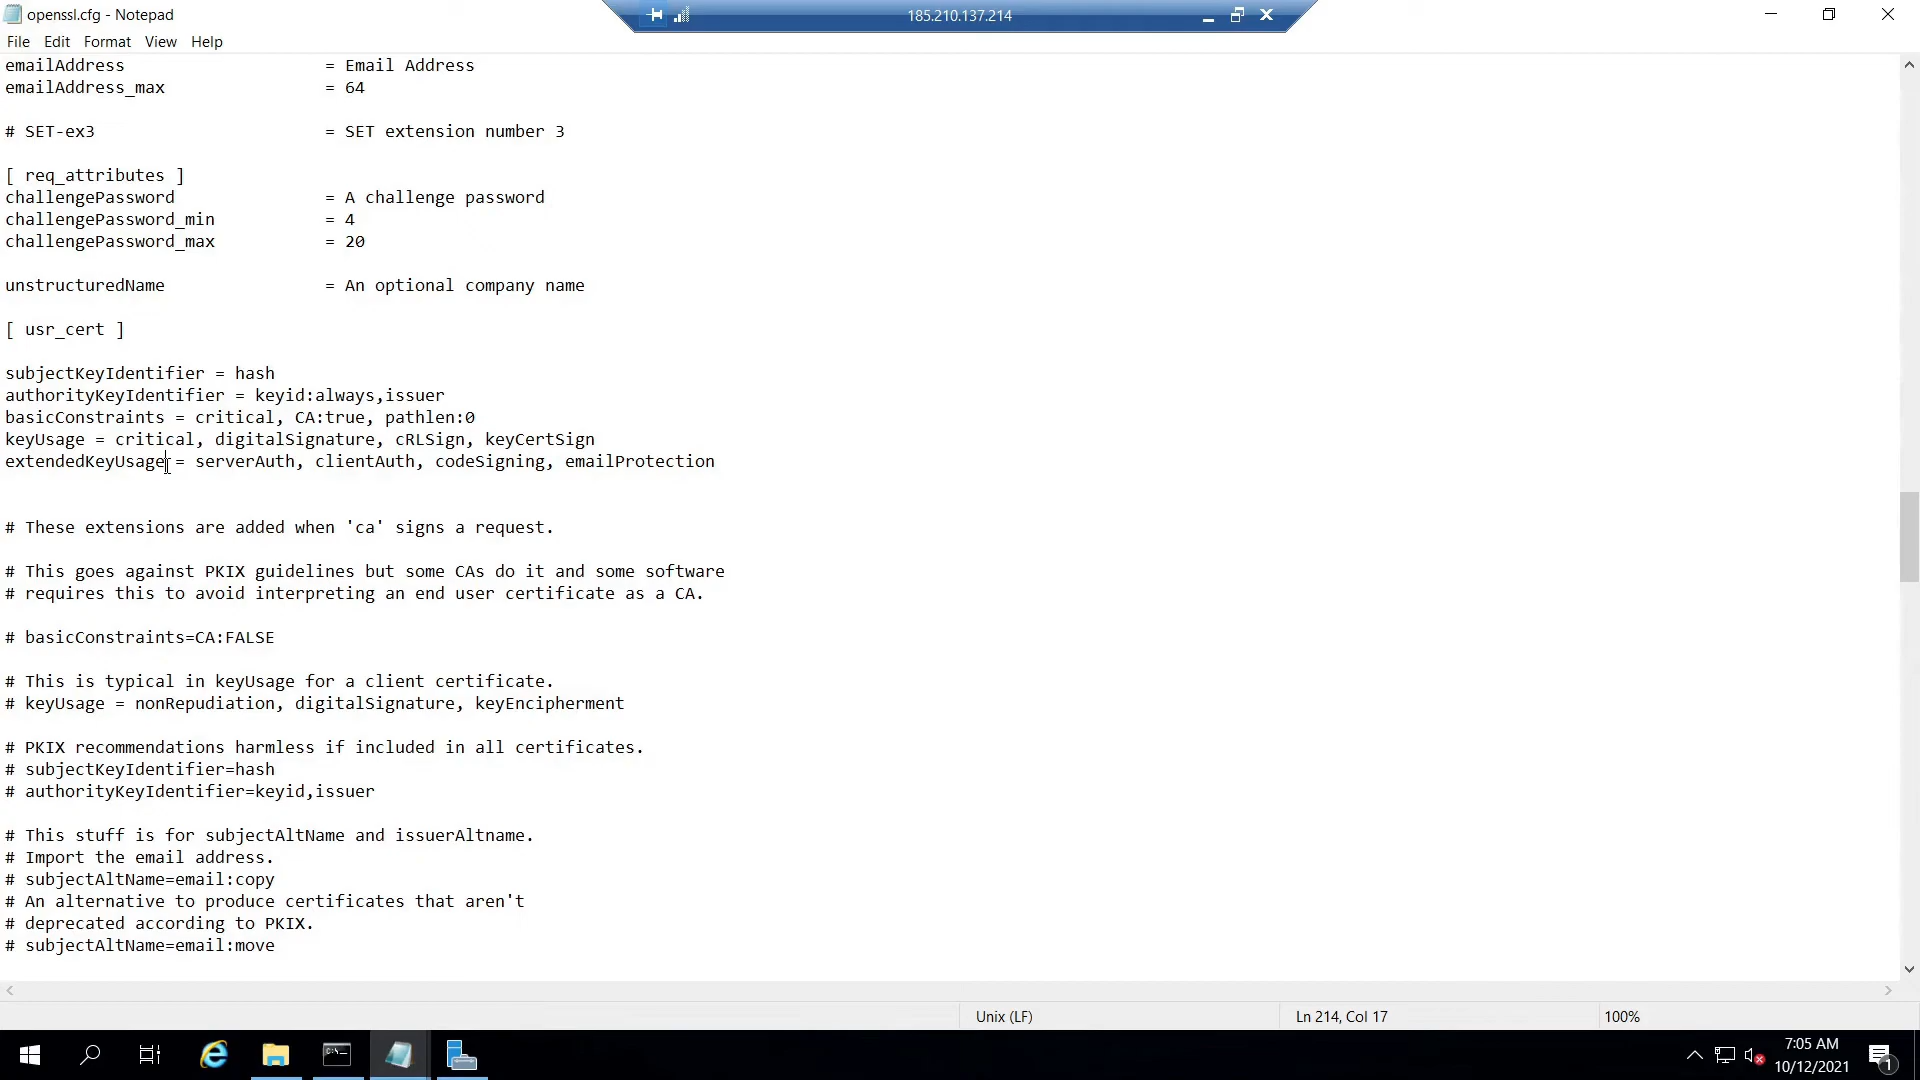 openssl.cfg - Notepad
185.210.137.214
File Edit Format View Help
emailAddress = Email Address
emailAddress_max = 64
# SET-ex3 = SET extension number 3
[ req_attributes ]
challengePassword = A challenge password
challengePassword_min = 4
challengePassword_max = 20
unstructuredName = An optional company name
[ usr_cert ]
subjectKeyIdentifier = hash
authorityKeyIdentifier = keyid:always,issuer
basicConstraints = critical, CA:true, pathlen:0
keyUsage = critical, digitalSignature, cRLSign, keyCertSign
extendedKeyUsage = serverAuth, clientAuth, codeSigning, emailProtection
# These extensions are added when 'ca' signs a request.
# This goes against PKIX guidelines but some CAs do it and some software
# requires this to avoid interpreting an end user certificate as a CA.
# basicConstraints=CA:FALSE
# This is typical in keyUsage for a client certificate.
# keyUsage = nonRepudiation, digitalSignature, keyEncipherment
# PKIX recommendations harmless if included in all certificates.
# subjectKeyIdentifier=hash
# authorityKeyIdentifier=keyid,issuer
# This stuff is for subjectAltName and issuerAltname.
# Import the email address.
# subjectAltName=email:copy
# An alternative to produce certificates that aren't
# deprecated according to PKIX.
# subjectAltName=email:move
Unix (LF) Ln 214, Col 17 100%
7:05 AM
10/12/2021
1